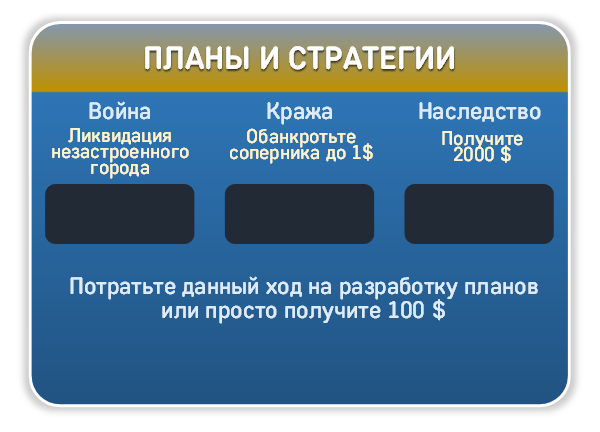 ПЛАНЫ И СТРАТЕГИИ
Война
Ликвидация
незастроенного
города
Кража
Обанкротьте
соперника до 1$
Наследство
Получите
2000 $
Потратьте данный ход на разработку планов
или просто получите 100 $